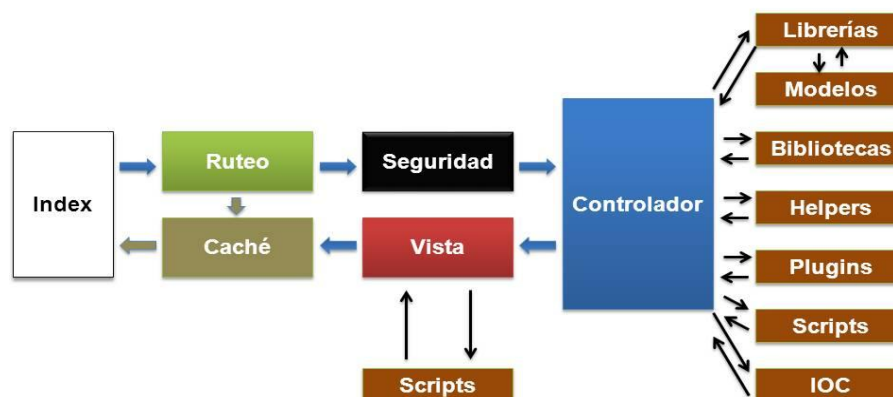 Librerías
Modelos
Ruteo
Seguridad
Bibliotecas
Index
Controlador
Helpers
Caché
Vista
Plugins
Scripts
Scripts
IOC